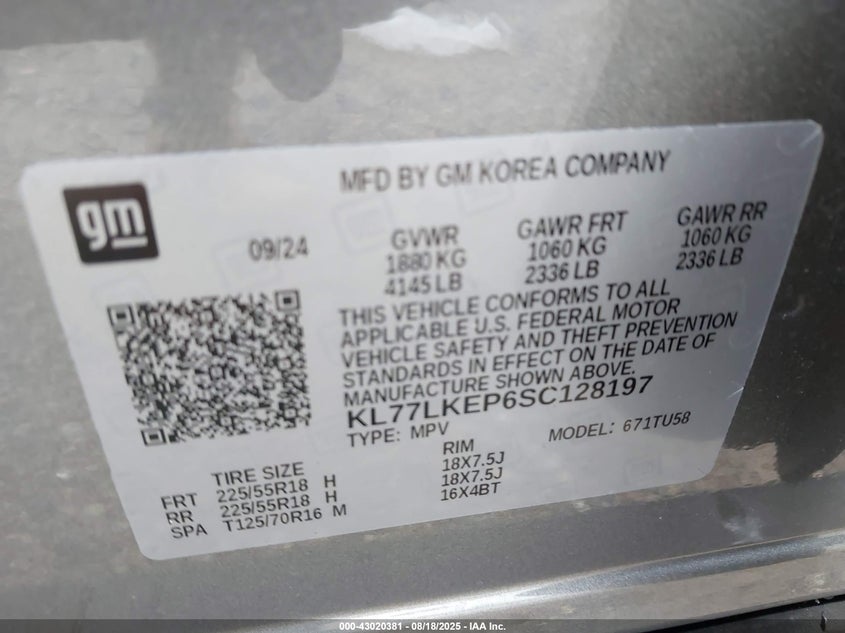 MFD BY GM KOREA COMPANY
gm
09/24
GVWR
1880 KG
4145 LB
GAWR FRT
1060 KG
2336 LB
GAWR RR
1060 KG
2336 LB
THIS VEHICLE CONFORMS TO ALL
APPLICABLE U.S. FEDERAL MOTOR
VEHICLE SAFETY AND THEFT PREVENTION
STANDARDS IN EFFECT ON THE DATE OF
MANUFACTURE SHOWN ABOVE.
KL77LKEP6SC128197
TYPE: MPV
MODEL: 671TU58
TIRE SIZE
RIM
FRT 225/55R18 H 18X7.5J
RR 225/55R18 H 18X7.5J
SPA T125/70R16 M 16X4BT
000-43020381 - 08/18/2025 - IAA Inc.